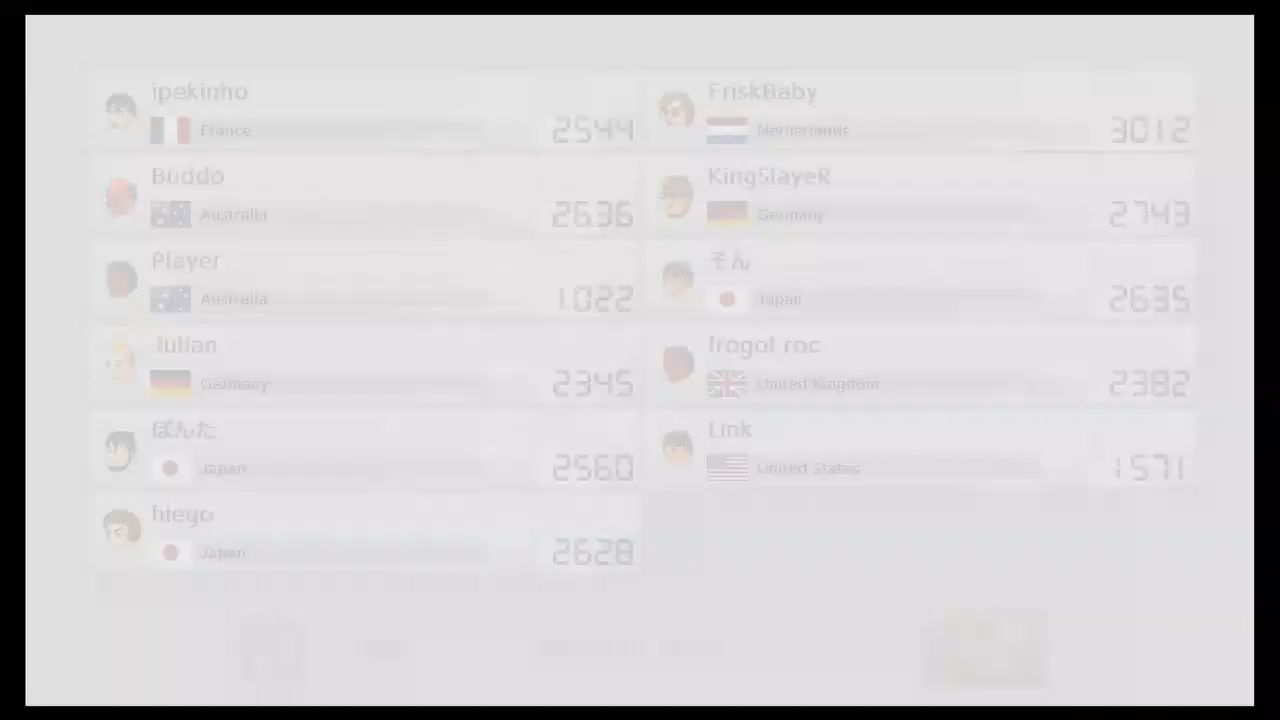 ipekinho
France 2544
FriskBaby
Netherlands 3012
Buddo
Australia 2636
KingSlayeR
Germany 2743
Player
Australia 1022
そん
Japan 2635
Julian
Germany 2345
frogol roc
United Kingdom 2382
ぽんた
Japan 2560
Link
United States 1571
hiego
Japan 2628